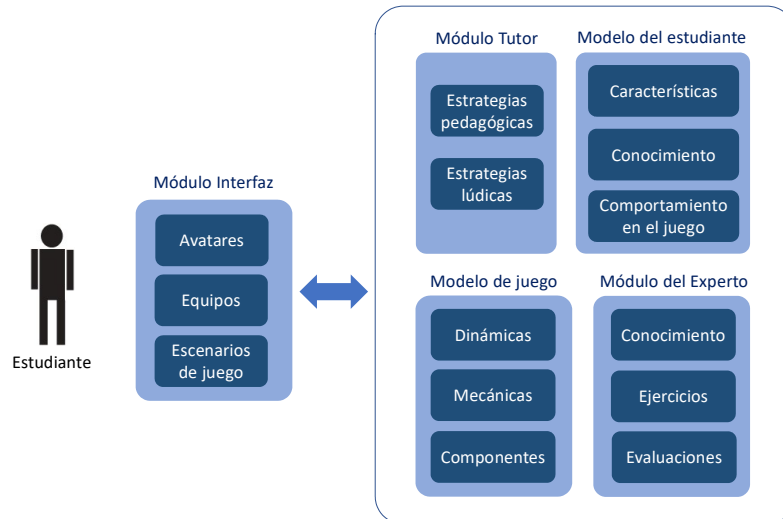 Módulo Tutor
Estrategias
pedagógicas
Estrategias
lúdicas
Modelo del estudiante
Características
Conocimiento
Comportamiento
en el juego
Módulo Interfaz
Avatares
Equipos
Escenarios
de juego
Estudiante
Modelo de juego
Dinámicas
Mecánicas
Componentes
Módulo del Experto
Conocimiento
Ejercicios
Evaluaciones